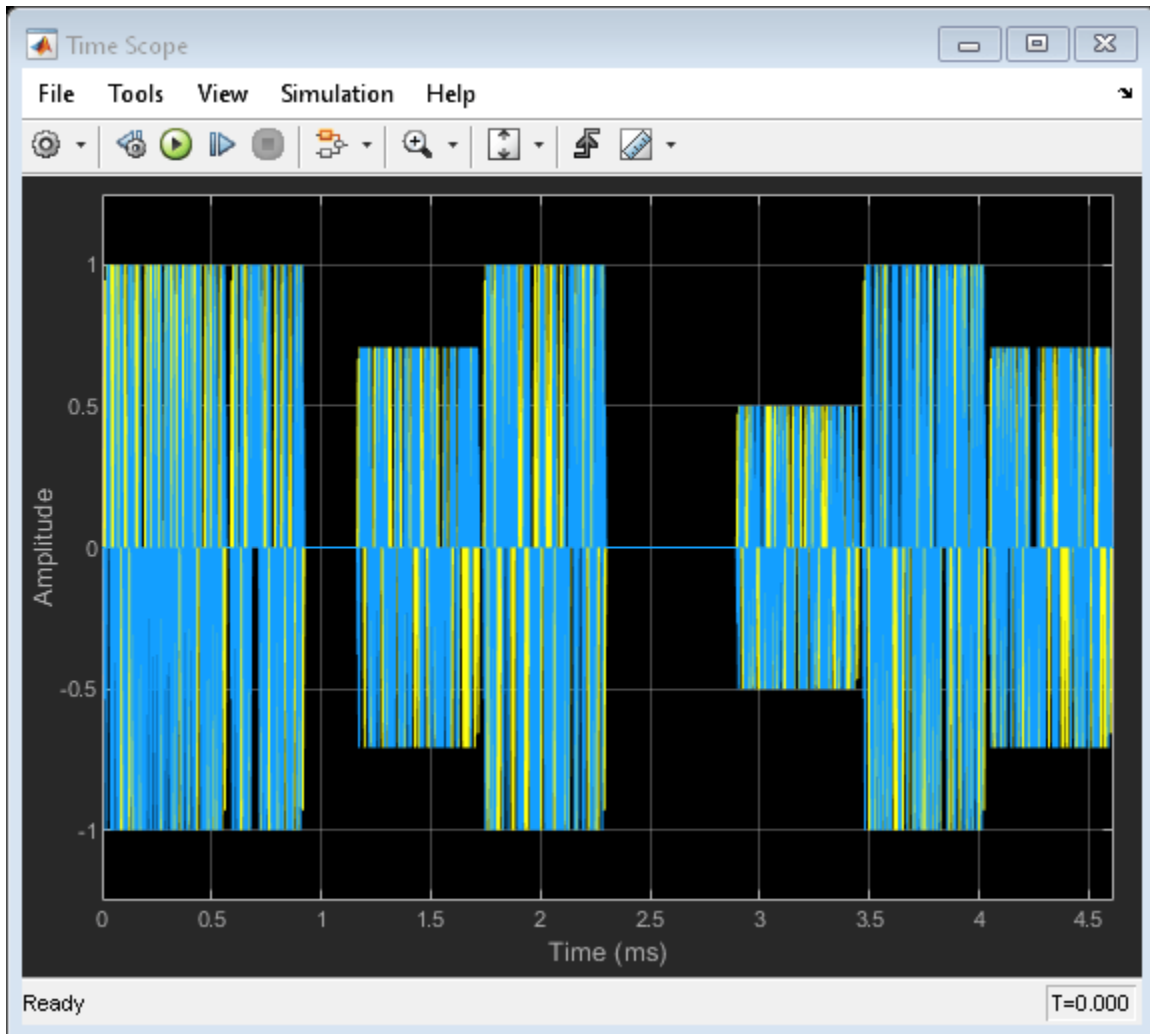 Time Scope
File Tools View Simulation Help
1
0.5
0
-0.5
-1
Amplitude
0 0.5 1 1.5 2 2.5 3 3.5 4 4.5
Time (ms)
Ready T=0.000